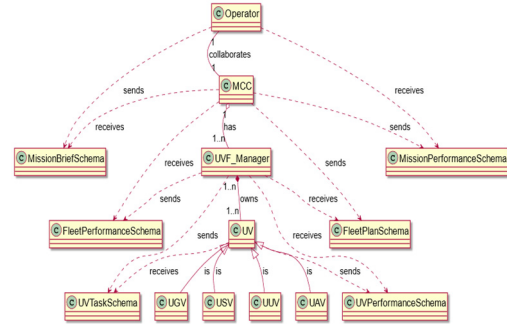 C Operator
1
collaborates
1
sends
receives
C MCC
1
receives
sends
has
receives
sends
1..n
C MissionBriefSchema
C UVF_Manager
C MissionPerformanceSchema
1..n
sends
owns
receives
1..n
C FleetPerformanceSchema
C UV
C FleetPlanSchema
sends
receives
receives
is
is
is
is
sends
C UVTaskSchema
C UGV
C USV
C UUV
C UAV
C UVPerformanceSchema